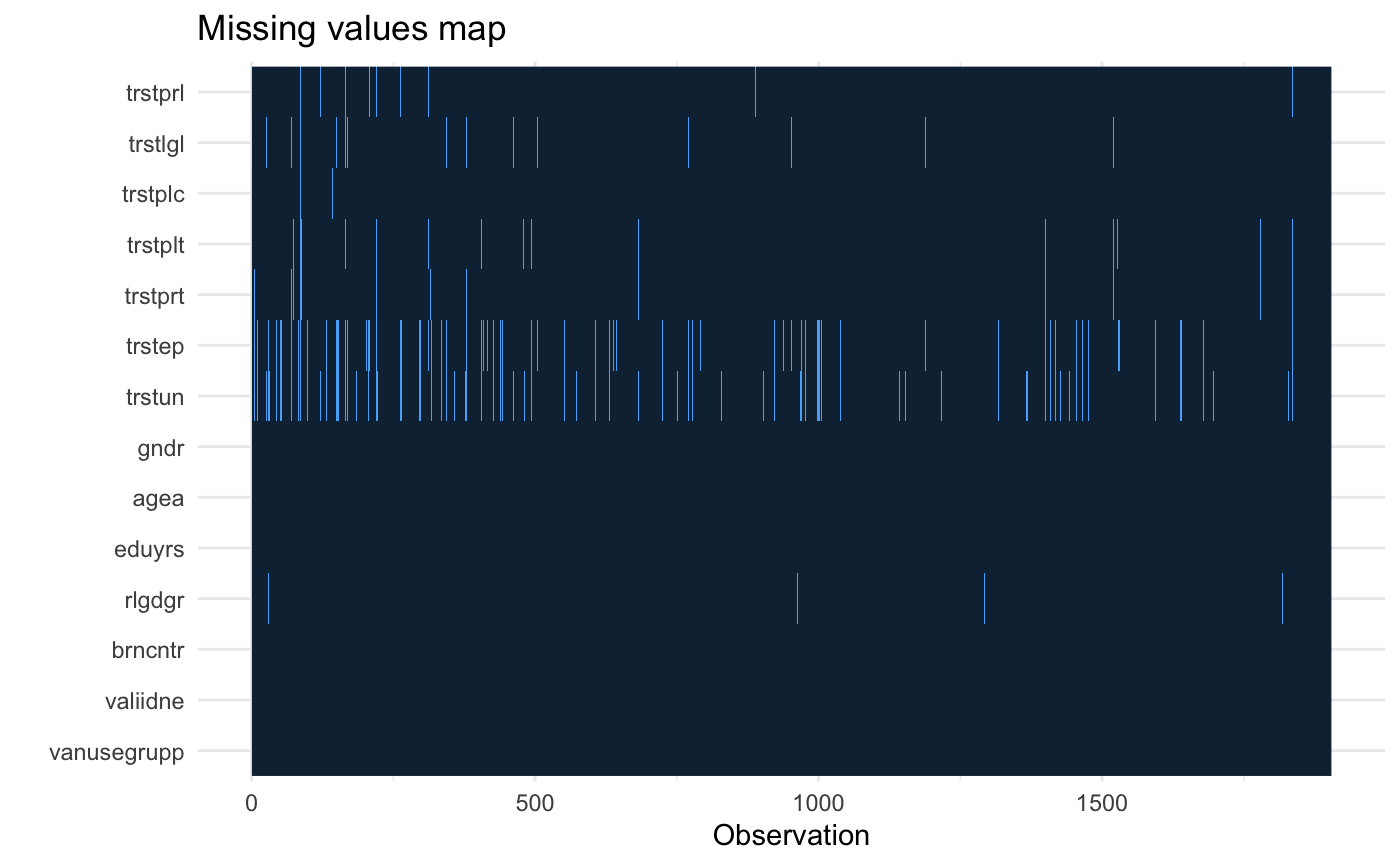 Missing values map
trstprl
trstlgl
trstplc
trstplt
trstprt
trstep
trstun
gndr
agea
eduyrs
rlgdgr
brncntr
valiidne
vanusegrupp
0 500 1000 1500
Observation